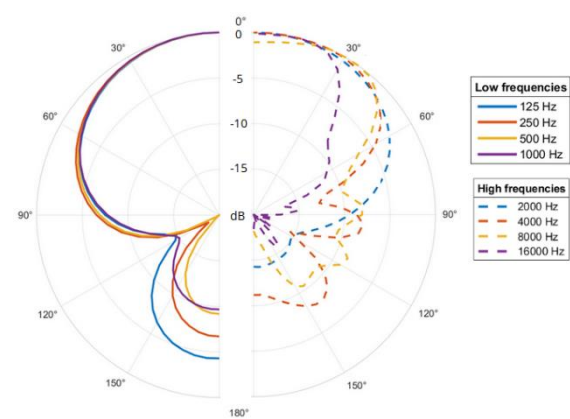 0°
0
30°
30°
-5
60°
60°
-10
-15
90°
dB
90°
120°
120°
150°
150°
180°
Low frequencies
125 Hz
250 Hz
500 Hz
1000 Hz
High frequencies
2000 Hz
4000 Hz
8000 Hz
16000 Hz